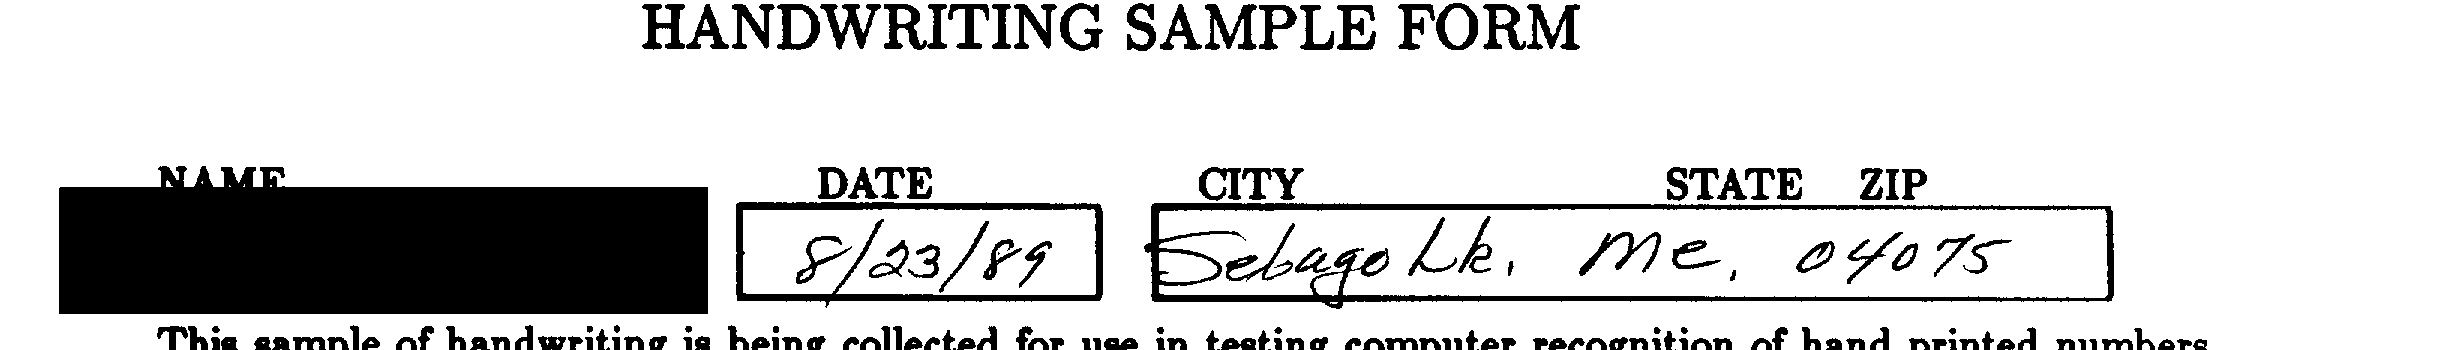 HANDWRITING SAMPLE FORM
NAME DATE CITY STATE ZIP
8/23/89 Sebago Lk. Me. 04075
This sample of handwriting is being collected for use in testing computer recognition of hand printed numbers